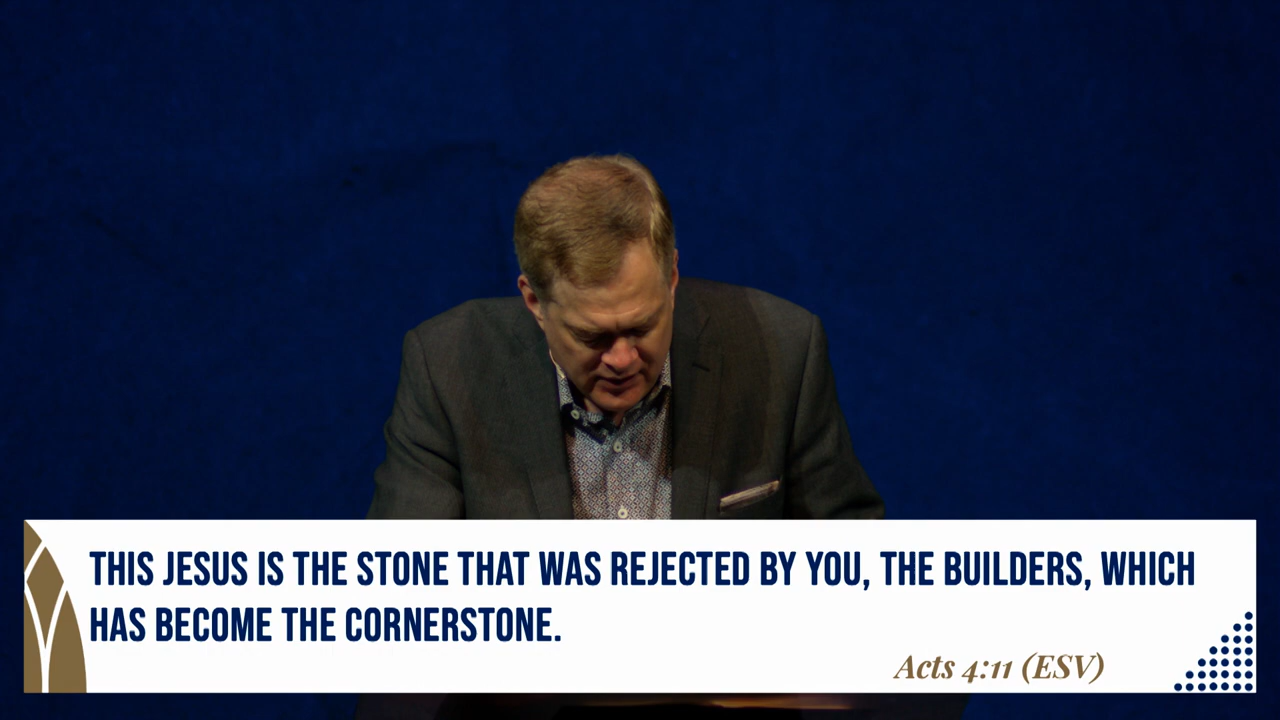 THIS JESUS IS THE STONE THAT WAS REJECTED BY YOU, THE BUILDERS, WHICH
HAS BECOME THE CORNERSTONE.
Acts 4:11 (ESV)